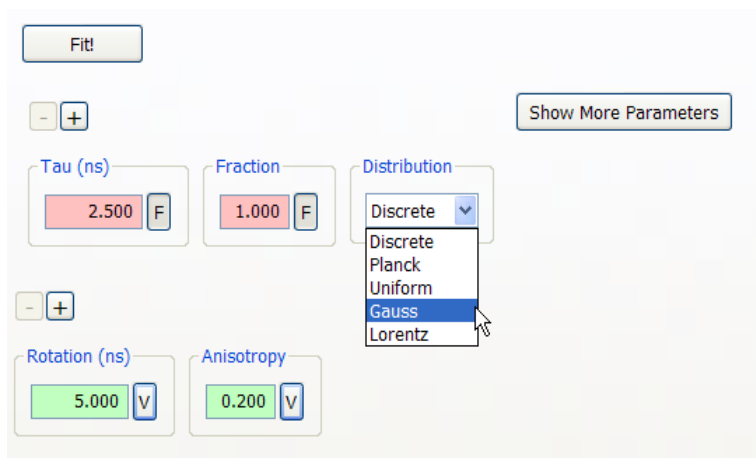 Fit!
- +
Show More Parameters
Tau (ns) Fraction Distribution
2.500 F 1.000 F Discrete
Discrete
Planck
Uniform
Gauss
Lorentz
- +
Rotation (ns) Anisotropy
5.000 V 0.200 V